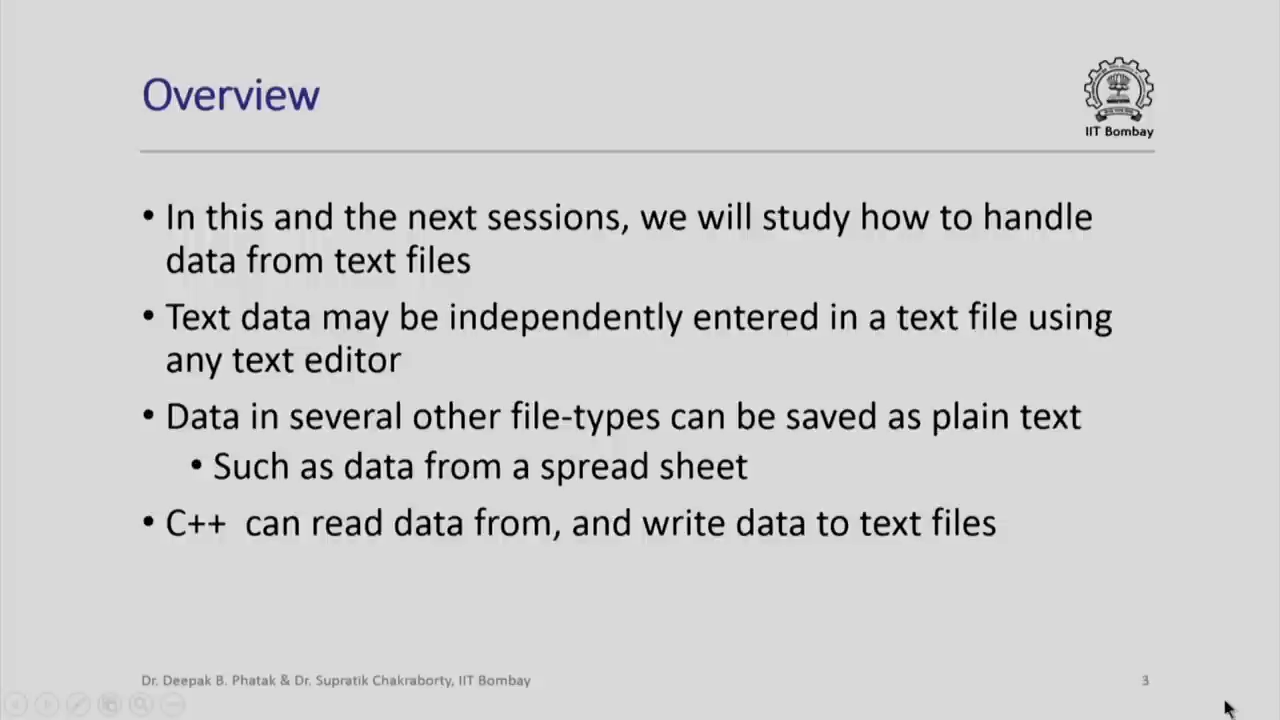 Overview
IIT Bombay
• In this and the next sessions, we will study how to handle
data from text files
• Text data may be independently entered in a text file using
any text editor
• Data in several other file-types can be saved as plain text
• Such as data from a spread sheet
• C++  can read data from, and write data to text files
Dr. Deepak B. Phatak & Dr. Supratik Chakraborty, IIT Bombay
3